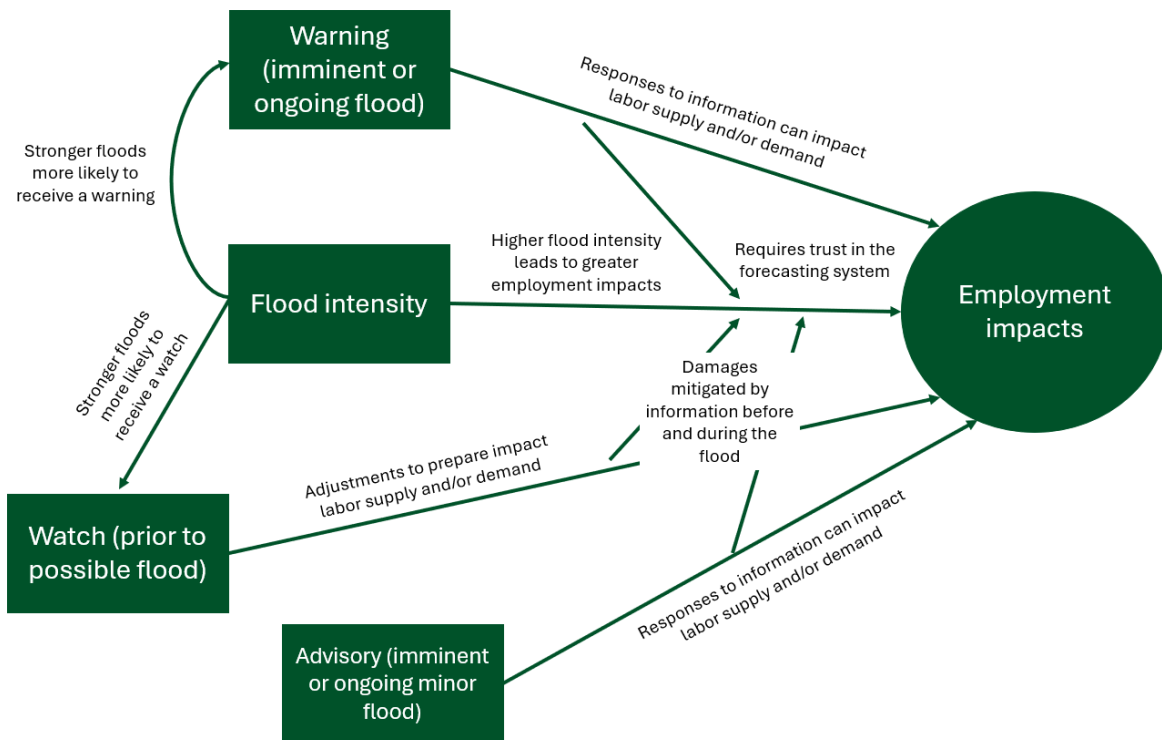 Warning
(imminent or
ongoing flood)
Responses to information can impact
labor supply and/or demand
Stronger floods
more likely to
receive a warning
Higher flood intensity
leads to greater
employment impacts
Requires trust in the
forecasting system
Flood intensity
Employment
impacts
Stronger floods
more likely to
receive a watch
Damages
mitigated by
information before
and during the
flood
Adjustments to prepare impact
labor supply and/or demand
Watch (prior to
possible flood)
Responses to information can impact
labor supply and/or demand
Advisory (imminent
or ongoing minor
flood)